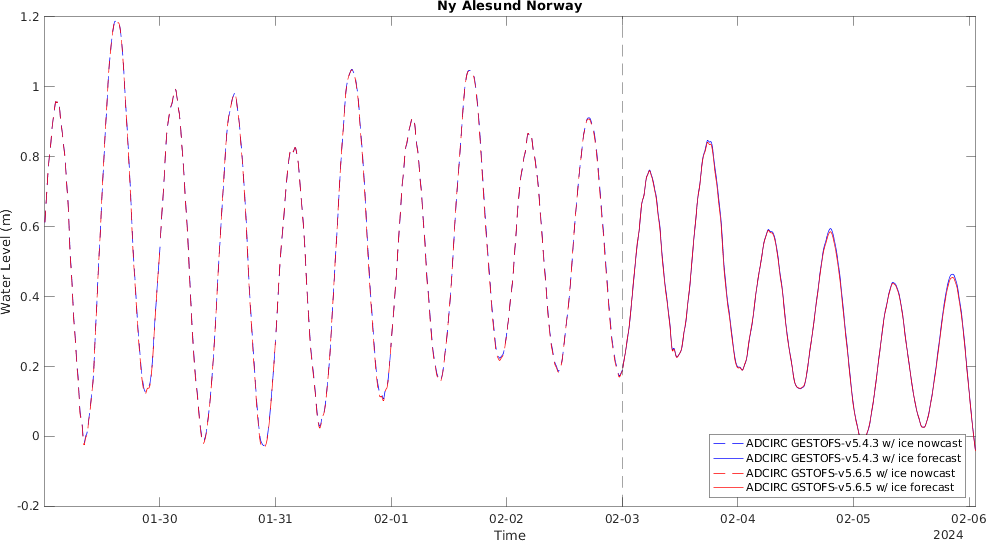 Ny Alesund Norway
1.2
1
0.8
0.6
0.4
0.2
0
-0.2
Water Level (m)
ADCIRC GESTOFS-v5.4.3 w/ ice nowcast
ADCIRC GESTOFS-v5.4.3 w/ ice forecast
ADCIRC GSTOFS-v5.6.5 w/ ice nowcast
ADCIRC GSTOFS-v5.6.5 w/ ice forecast
01-30 01-31 02-01 02-02 02-03 02-04 02-05 02-06
Time
2024